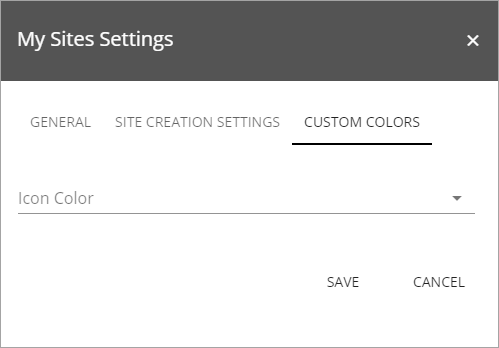 My Sites Settings
GENERAL SITE CREATION SETTINGS CUSTOM COLORS
Icon Color
SAVE CANCEL